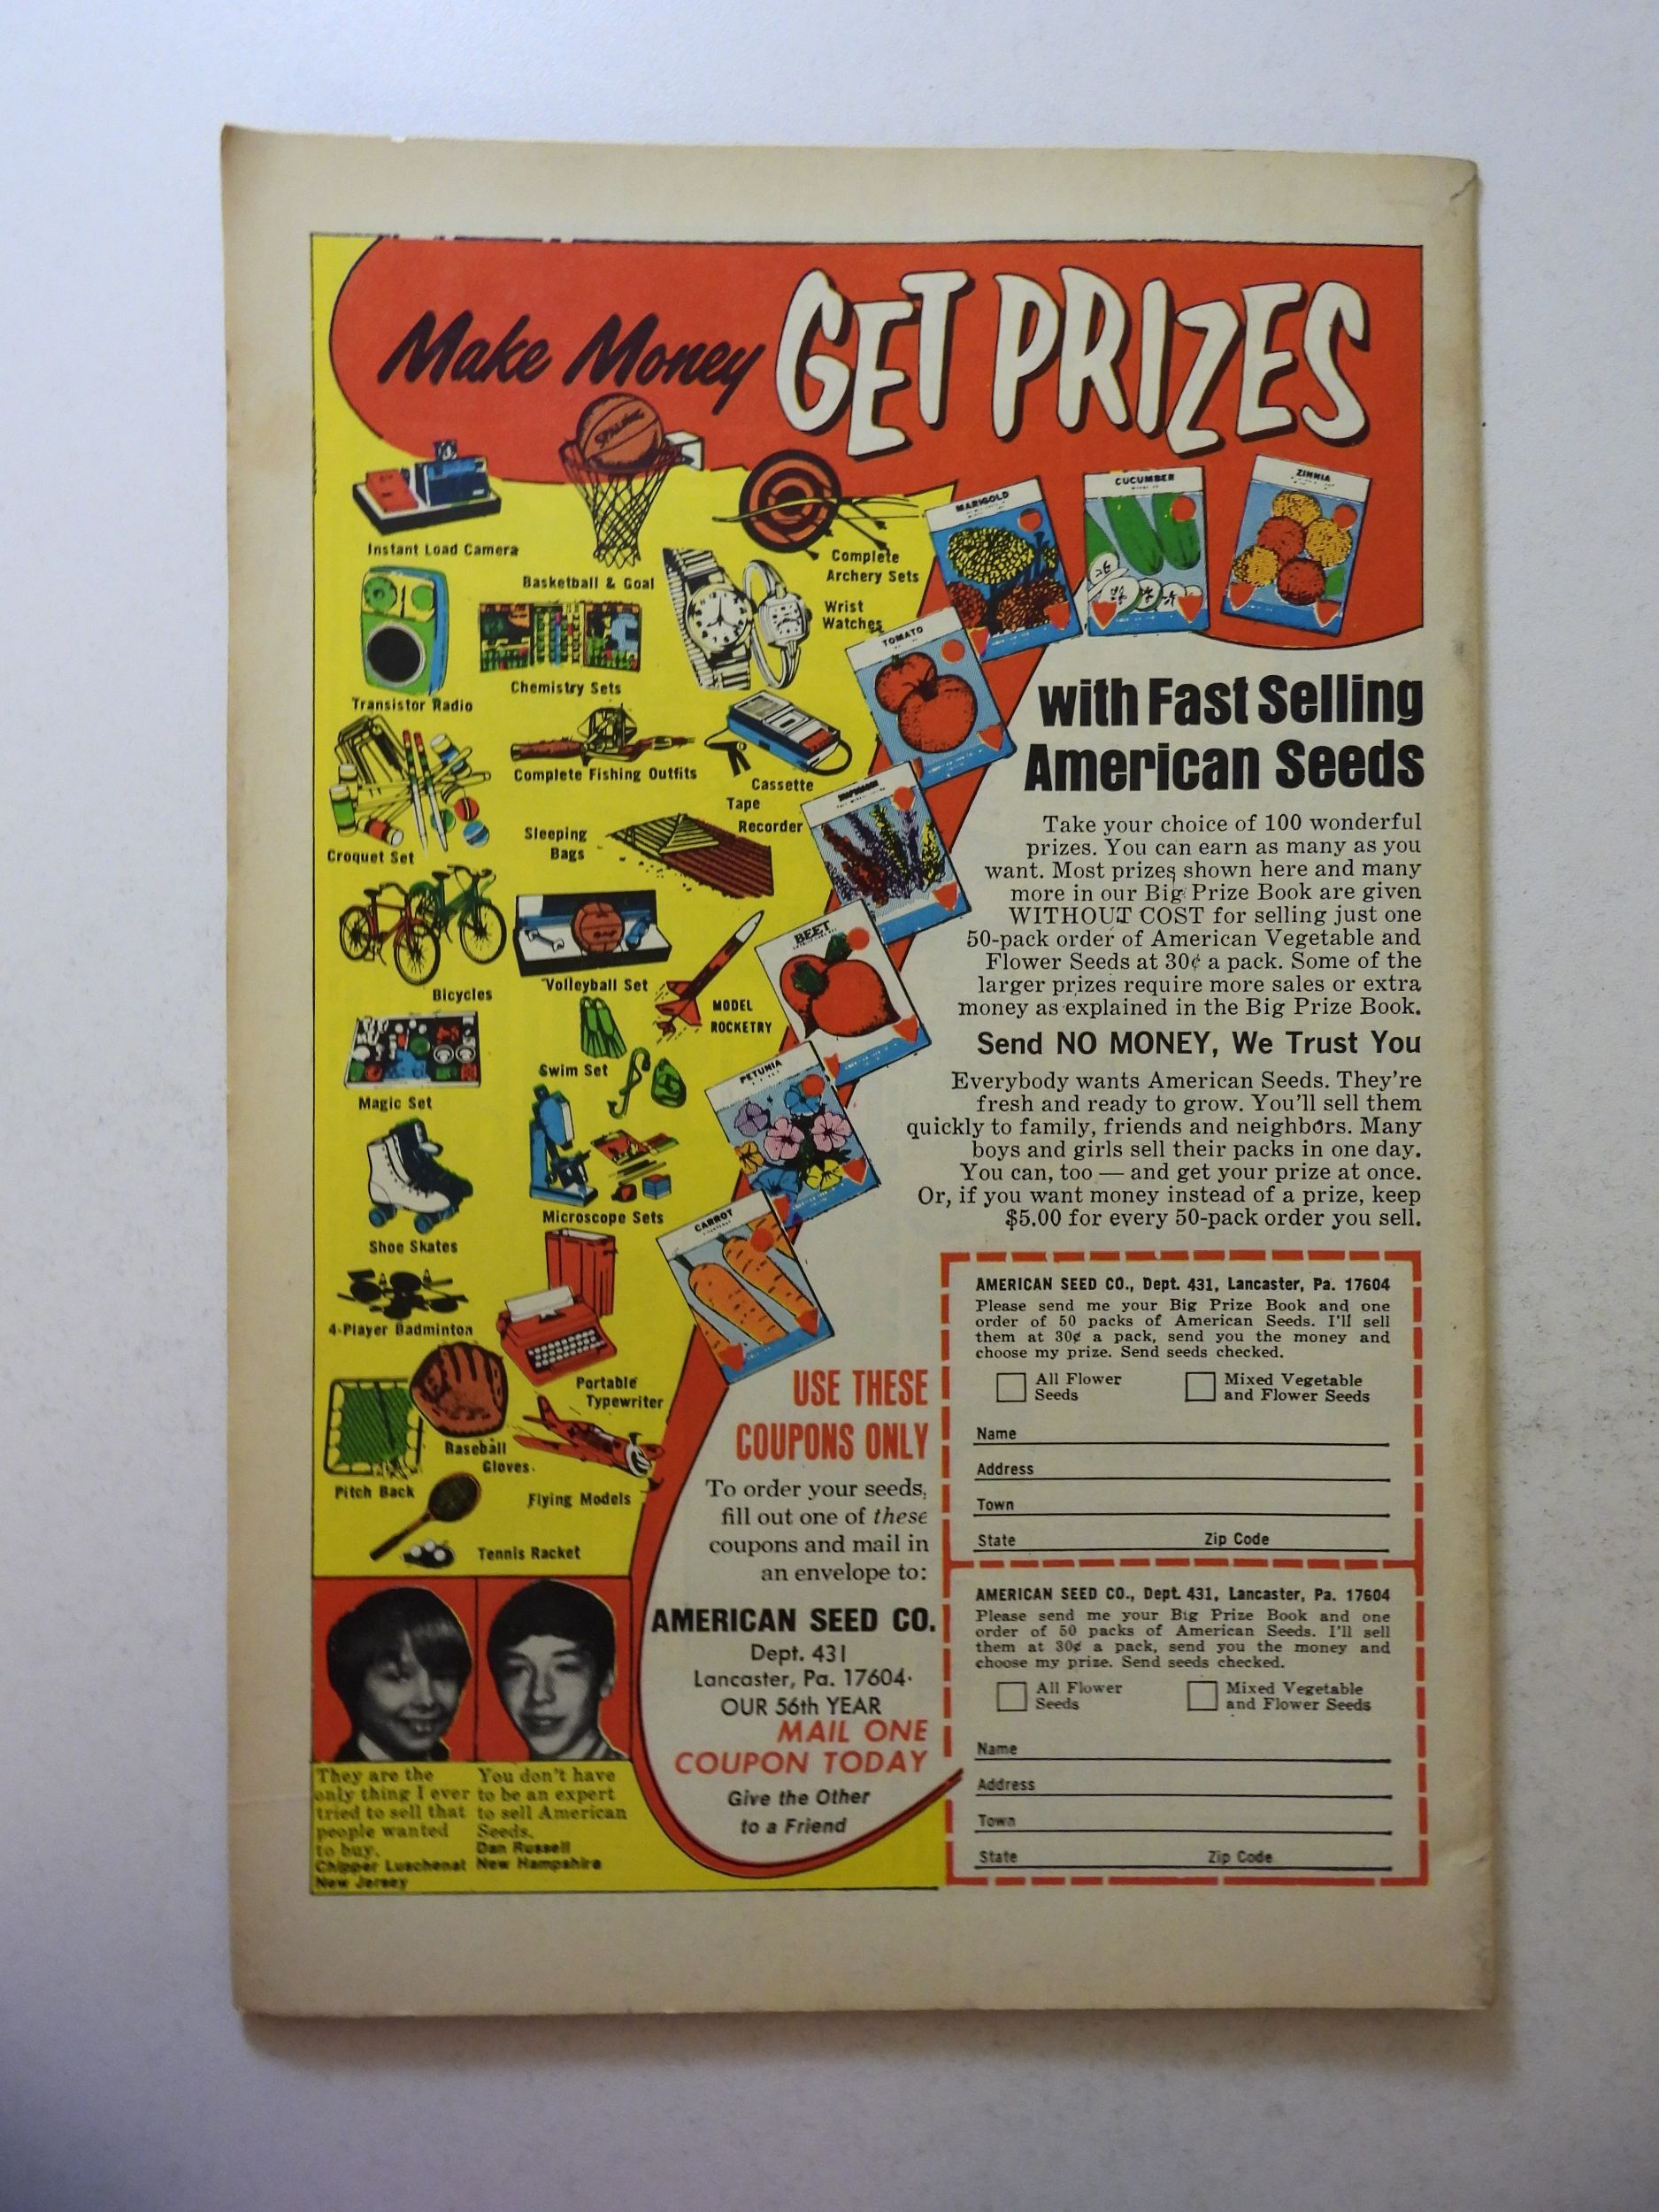 Make Money GET PRIZES
SPALDING
Instant Load Camera
Basketball & Goal
Complete
Archery Sets
Wrist
Watches
Transistor Radio
Chemistry Sets
Complete Fishing Outfits
Cassette
Tape
Recorder
Croquet Set
Sleeping
Bags
Bicycles
Volleyball Set
MODEL
ROCKETRY
Magic Set
Swim Set
Shoe Skates
Microscope Sets
4-Player Badminton
Portable
Typewriter
Pitch Back
Baseball
Gloves
Flying Models
Tennis Racket
MARIGOLD
CUCUMBER
ZINNIA
TOMATO
BEET
PETUNIA
CARROT
with Fast Selling
American Seeds
Take your choice of 100 wonderful
prizes. You can earn as many as you
want. Most prizes shown here and many
more in our Big Prize Book are given
WITHOUT COST for selling just one
50-pack order of American Vegetable and
Flower Seeds at 30¢ a pack. Some of the
larger prizes require more sales or extra
money as explained in the Big Prize Book.
Send NO MONEY, We Trust You
Everybody wants American Seeds. They're
fresh and ready to grow. You'll sell them
quickly to family, friends and neighbors. Many
boys and girls sell their packs in one day.
You can, too — and get your prize at once.
Or, if you want money instead of a prize, keep
$5.00 for every 50-pack order you sell.
USE THESE
COUPONS ONLY
To order your seeds,
fill out one of these
coupons and mail in
an envelope to:
AMERICAN SEED CO.
Dept. 431
Lancaster, Pa. 17604
OUR 56th YEAR
MAIL ONE
COUPON TODAY
Give the Other
to a Friend
AMERICAN SEED CO., Dept. 431, Lancaster, Pa. 17604
Please send me your Big Prize Book and one
order of 50 packs of American Seeds. I'll sell
them at 30¢ a pack, send you the money and
choose my prize. Send seeds checked.
All Flower
Seeds
Mixed Vegetable
and Flower Seeds
Name
Address
Town
State Zip Code
AMERICAN SEED CO., Dept. 431, Lancaster, Pa. 17604
Please send me your Big Prize Book and one
order of 50 packs of American Seeds. I'll sell
them at 30¢ a pack, send you the money and
choose my prize. Send seeds checked.
All Flower
Seeds
Mixed Vegetable
and Flower Seeds
Name
Address
Town
State Zip Code
They are the
only thing I ever
tried to sell that
people wanted
to buy.
Chipper Luschenat
New Jersey
You don't have
to be an expert
to sell American
Seeds.
Dan Russell
New Hampshire